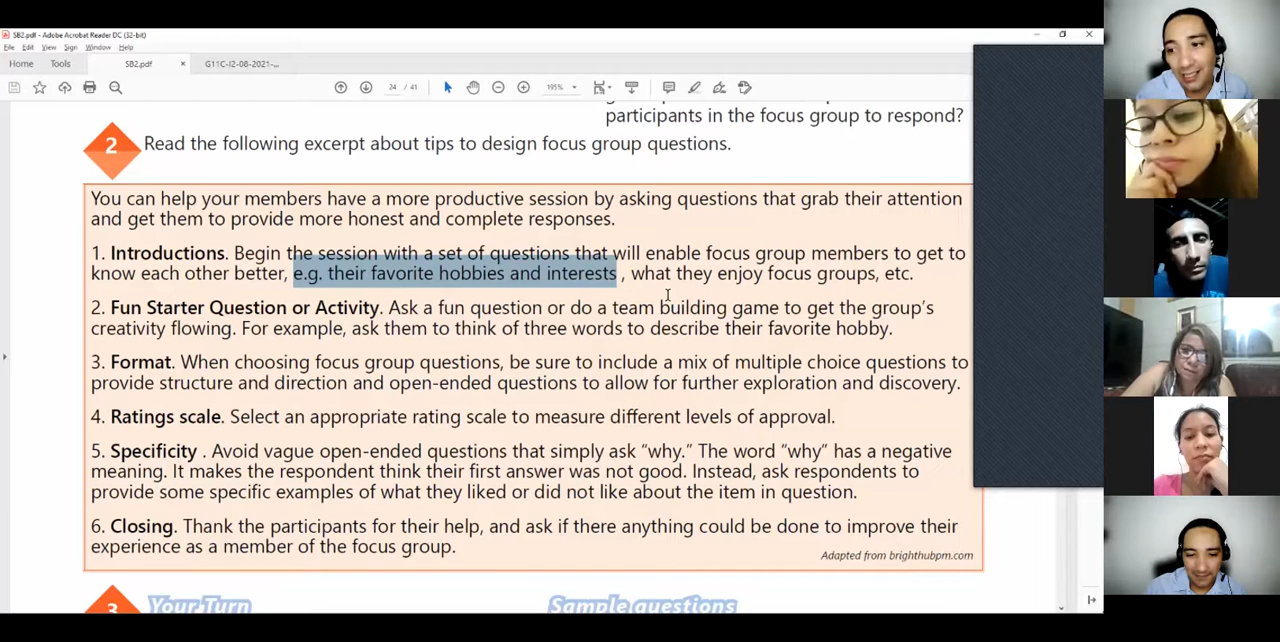 SB2.pdf - Adobe Acrobat Reader DC (32-bit)
File Edit View Sign Window Help
Home Tools SB2.pdf × G11C-I2-08-2021-...
24 / 41 195%
participants in the focus group to respond?
2 Read the following excerpt about tips to design focus group questions.
You can help your members have a more productive session by asking questions that grab their attention
and get them to provide more honest and complete responses.
1. Introductions. Begin the session with a set of questions that will enable focus group members to get to
know each other better, e.g. their favorite hobbies and interests , what they enjoy focus groups, etc.
2. Fun Starter Question or Activity. Ask a fun question or do a team building game to get the group's
creativity flowing. For example, ask them to think of three words to describe their favorite hobby.
3. Format. When choosing focus group questions, be sure to include a mix of multiple choice questions to
provide structure and direction and open-ended questions to allow for further exploration and discovery.
4. Ratings scale. Select an appropriate rating scale to measure different levels of approval.
5. Specificity . Avoid vague open-ended questions that simply ask “why.” The word “why” has a negative
meaning. It makes the respondent think their first answer was not good. Instead, ask respondents to
provide some specific examples of what they liked or did not like about the item in question.
6. Closing. Thank the participants for their help, and ask if there anything could be done to improve their
experience as a member of the focus group.
Adapted from brighthubpm.com
3 Your Turn Sample questions